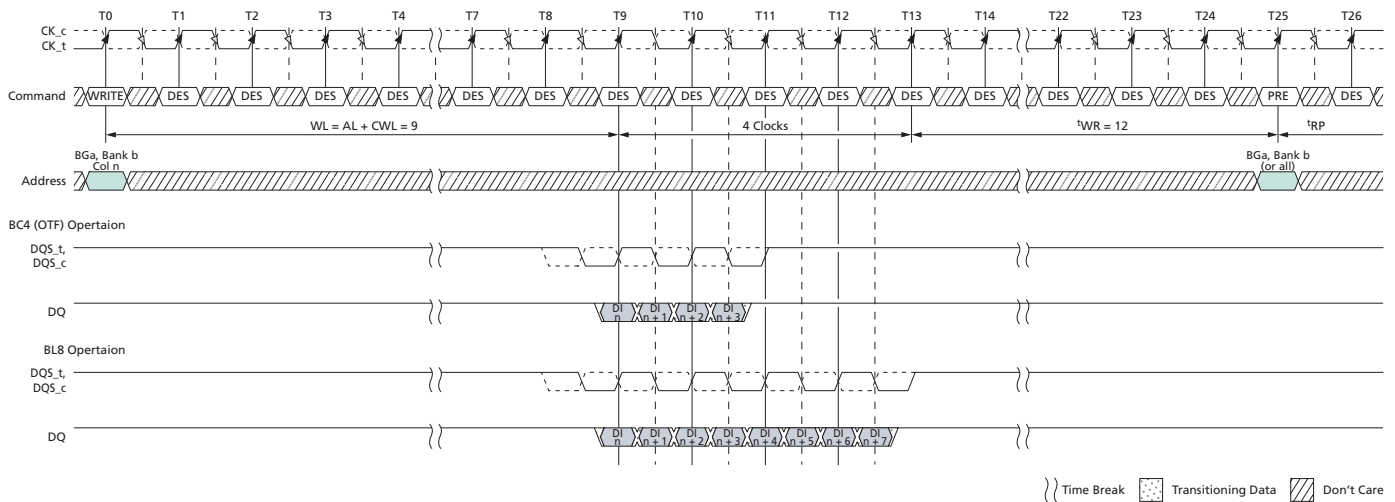 T0 T1 T2 T3 T4 T7 T8 T9 T10 T11 T12 T13 T14 T22 T23 T24 T25 T26
CK_c
CK_t
Command WRITE DES DES DES DES DES DES DES DES DES DES DES DES DES DES DES PRE DES
WL = AL + CWL = 9 4 Clocks tWR = 12 tRP
BGa, Bank b
Col n
BGa, Bank b
(or all)
Address
BC4 (OTF) Opertaion
DQS_t,
DQS_c
DQ
DI
n
DI
n + 1
DI
n + 2
DI
n + 3
BL8 Opertaion
DQS_t,
DQS_c
DQ
DI
n
DI
n + 1
DI
n + 2
DI
n + 3
DI
n + 4
DI
n + 5
DI
n + 6
DI
n + 7
Time Break Transitioning Data Don't Care